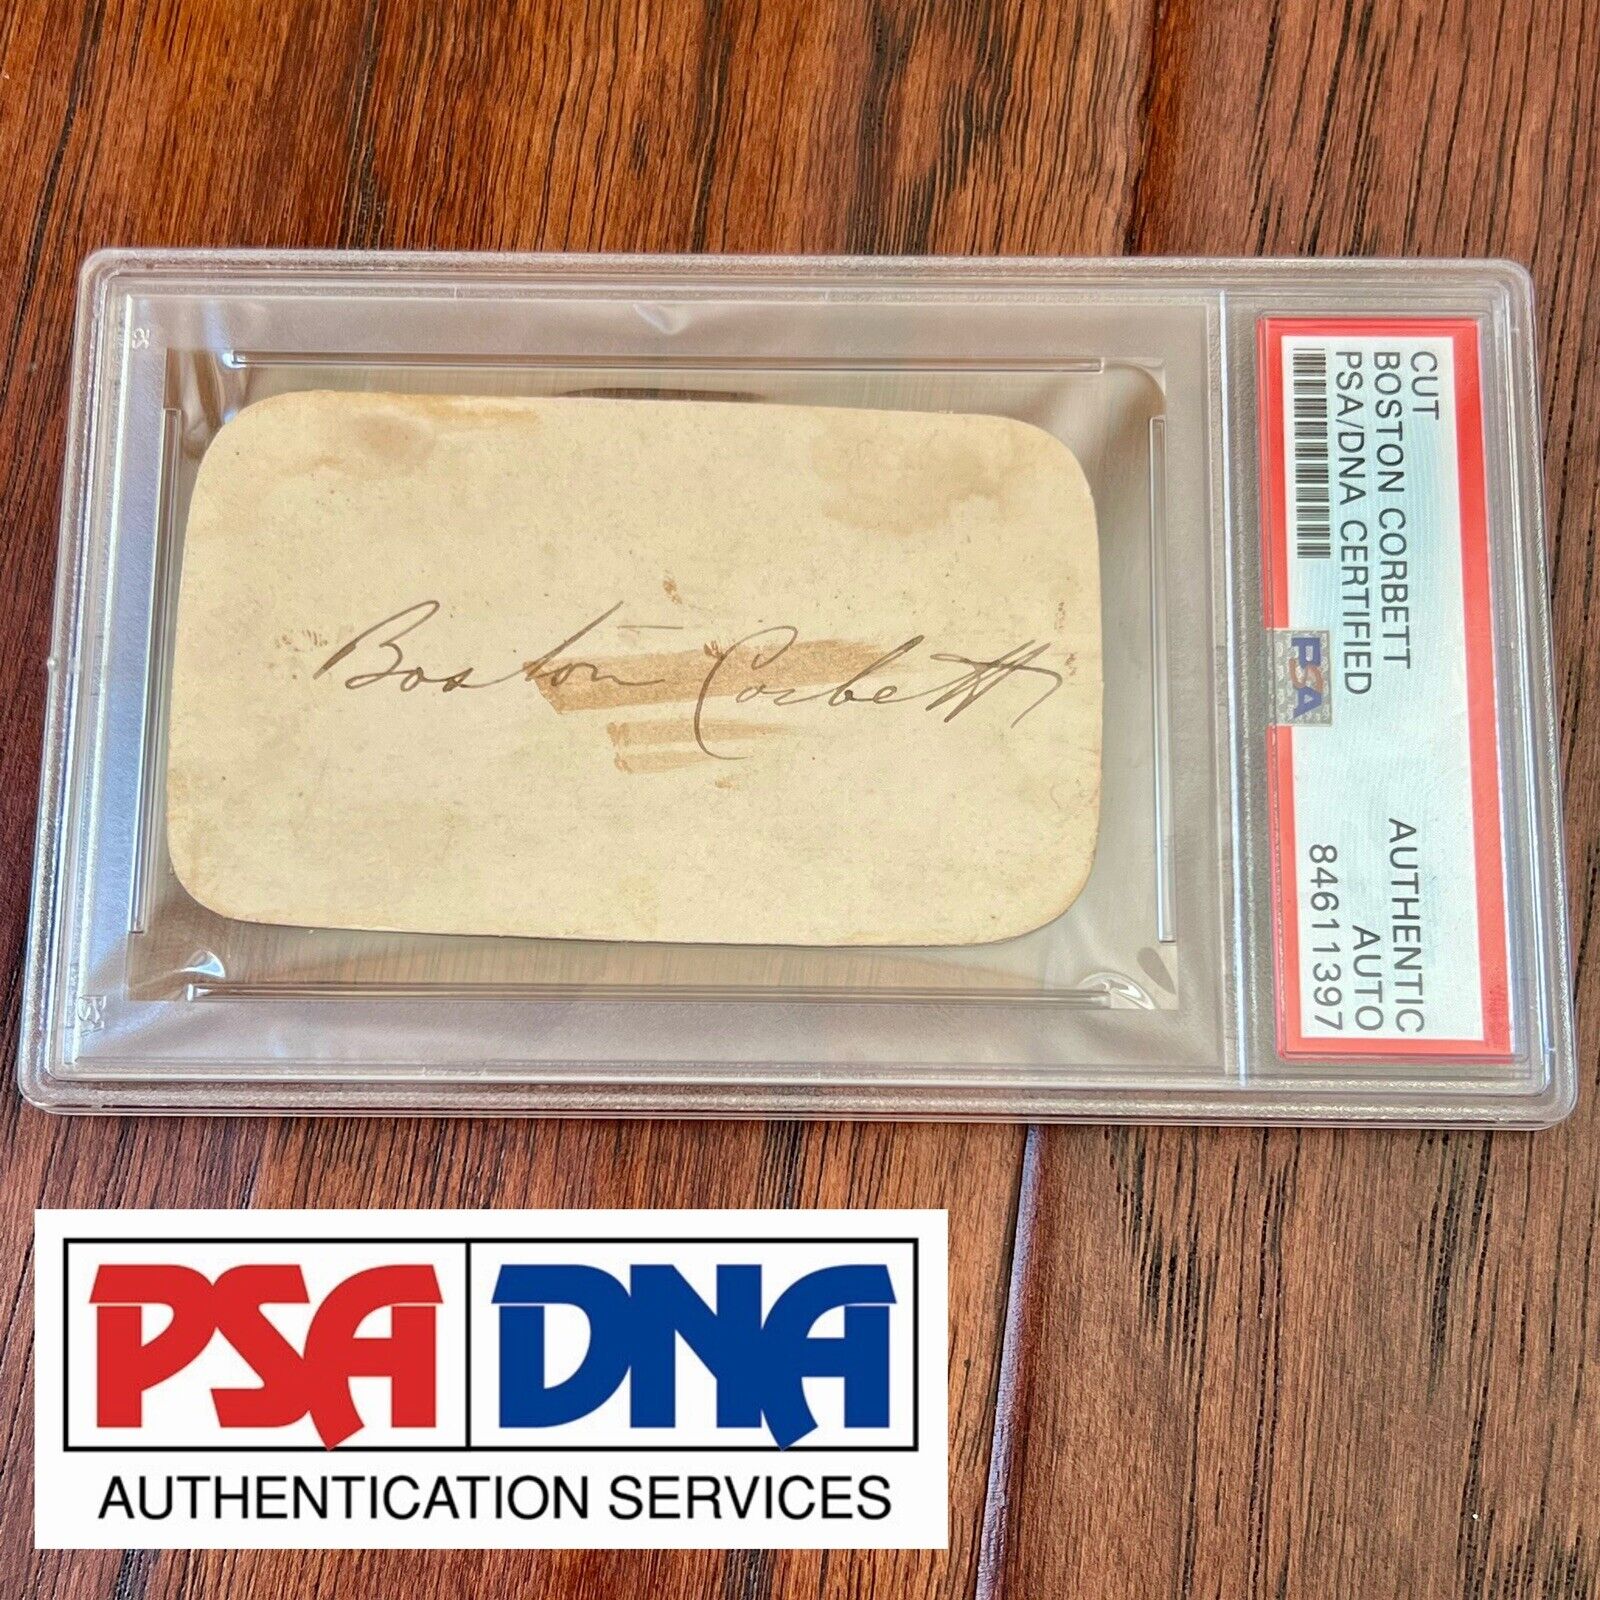 Boston Corbett
CUT
BOSTON CORBETT
PSA/DNA CERTIFIED
AUTHENTIC
AUTO
84611397
PSA
PSA DNA
AUTHENTICATION SERVICES